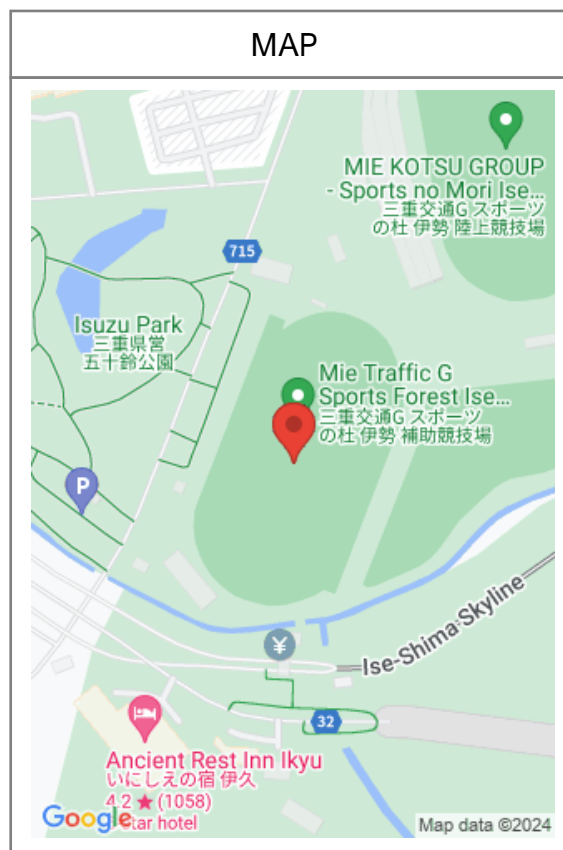 MAP
MIE KOTSU GROUP
- Sports no Mori Ise...
三重交通G スポーツ
の杜 伊勢 陸上競技場
715
Isuzu Park
三重県営
五十鈴公園
Mie Traffic G
Sports Forest Ise...
三重交通G スポーツ
の杜 伊勢 補助競技場
P
¥
Ise-Shima-Skyline
32
Ancient Rest Inn Ikyu
いにしえの宿 伊久
4.2 ★ (1058)
star hotel
Google
Map data ©2024